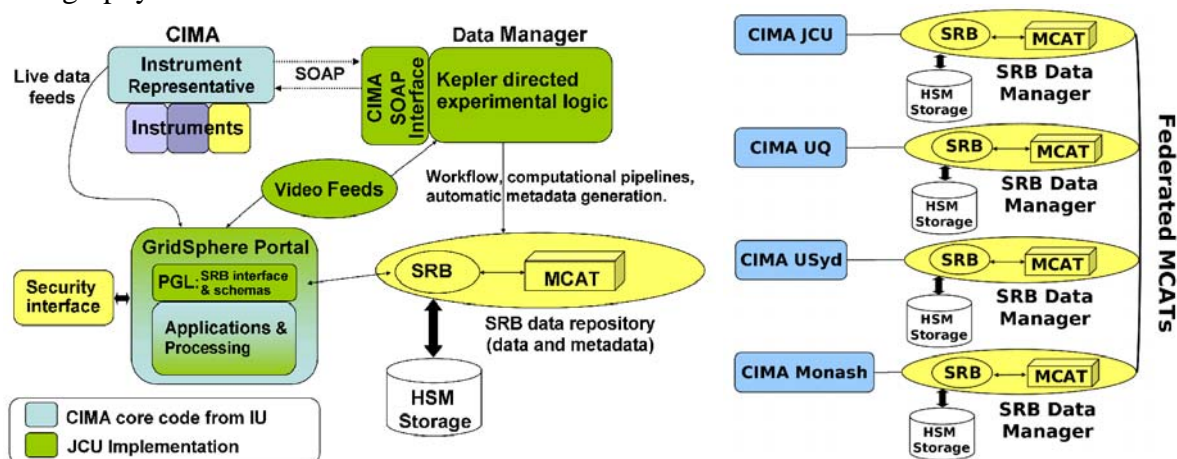 CIMA
Instrument
Representative
Instruments
Live data
feeds
SOAP
Data Manager
CIMA
SOAP
Interface
Kepler directed
experimental logic
Video Feeds
Workflow, computational pipelines,
automatic metadata generation.
GridSphere Portal
PGL: SRB interface
& schemas
Applications &
Processing
Security
interface
SRB
MCAT
SRB data repository
(data and metadata)
HSM
Storage
CIMA core code from IU
JCU Implementation
CIMA JCU
SRB
MCAT
SRB Data
Manager
HSM
Storage
CIMA UQ
SRB
MCAT
SRB Data
Manager
HSM
Storage
CIMA USyd
SRB
MCAT
SRB Data
Manager
HSM
Storage
CIMA Monash
SRB
MCAT
SRB Data
Manager
HSM
Storage
Federated MCATs